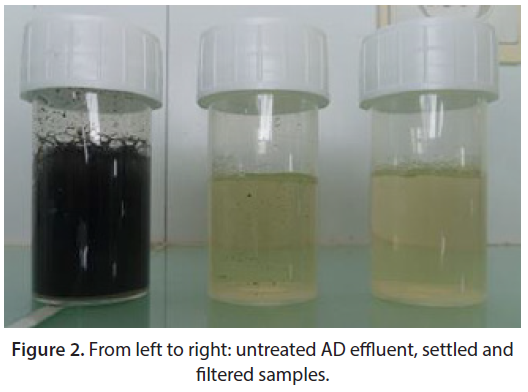 Figure 2. From left to right: untreated AD effluent, settled and
filtered samples.